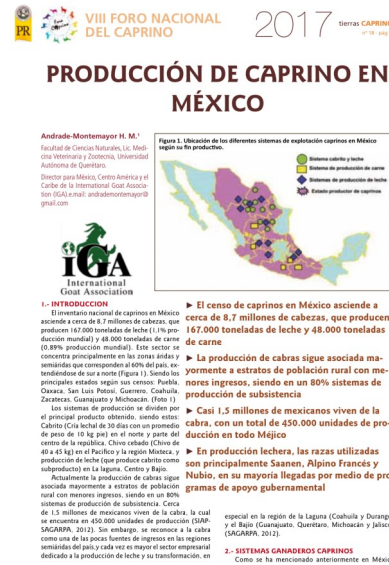 PR
VIII FORO NACIONAL
DEL CAPRINO
2017
tierras CAPRINO
PRODUCCIÓN DE CAPRINO EN
MÉXICO
Andrade-Montemayor H. M.¹
Facultad de Ciencias Naturales, Lic. Medi-
cina Veterinaria y Zootecnia, Universidad
Autónoma de Querétaro.
Director para México, Centro América y el
Caribe de la International Goat Associa-
tion (IGA).e.mail: andrademontemayor@
gmail.com
Figura 1. Ubicación de los diferentes sistemas de explotación caprinos en México
según su fin productivo.
Sistema cabrito y leche
Sistema de producción de carne
Sistemas de producción de leche
Estado productor de caprinos
IGA
International
Goat Association
1.- INTRODUCCION
El inventario nacional de caprinos en México
asciende a cerca de 8,7 millones de cabezas, que
producen 167.000 toneladas de leche (1,1% pro-
ducción mundial) y 48.000 toneladas de carne
(0.89% producción mundial). Este sector se
concentra principalmente en las zonas áridas y
semiáridas que corresponden al 60% del país, ex-
tendiéndose de sur a norte (Figura 1). Siendo los
principales estados según sus censos: Puebla,
Oaxaca, San Luis Potosí, Guerrero, Coahuila,
Zacatecas, Guanajuato y Michoacán. (Foto 1)
Los sistemas de producción se dividen por
el principal producto obtenido, siendo estos:
Cabrito (Cría lechal de 30 días con un promedio
de peso de 10 kg pie) en el norte y parte del
centro de la república, Chivo cebado (Chivo de
40 a 45 kg) en el Pacífico y la región Mixteca, y
producción de leche (que produce cabrito como
subproducto) en La laguna, Centro y Bajío.
Actualmente la producción de cabras sigue
asociada mayormente a estratos de población
rural con menores ingresos, siendo en un 80%
sistemas de producción de subsistencia. Cerca
de 1,5 millones de mexicanos viven de la cabra, la cual
se encuentra en 450.000 unidades de producción (SIAP-
SAGARPA, 2012). Sin embargo, se reconoce a la cabra
como una de las pocas fuentes de ingresos en las regiones
semiáridas del país,y cada vez es mayor el sector empresarial
dedicado a la producción de leche y su transformación, en
► El censo de caprinos en México asciende a
cerca de 8,7 millones de cabezas, que producen
167.000 toneladas de leche y 48.000 toneladas
de carne
► La producción de cabras sigue asociada ma-
yormente a estratos de población rural con me-
nores ingresos, siendo en un 80% sistemas de
producción de subsistencia
► Casi 1,5 millones de mexicanos viven de la
cabra, con un total de 450.000 unidades de pro-
ducción en todo Méjico
► En producción lechera, las razas utilizadas
son principalmente Saanen, Alpino Francés y
Nubio, en su mayoría llegadas por medio de pro-
gramas de apoyo gubernamental
especial en la región de la Laguna (Coahuila y Durango)
y el Bajío (Guanajuato, Querétaro, Michoacán y Jalisco)
(SAGARPA, 2012).
2.- SISTEMAS GANADEROS CAPRINOS
Como se ha mencionado anteriormente en México